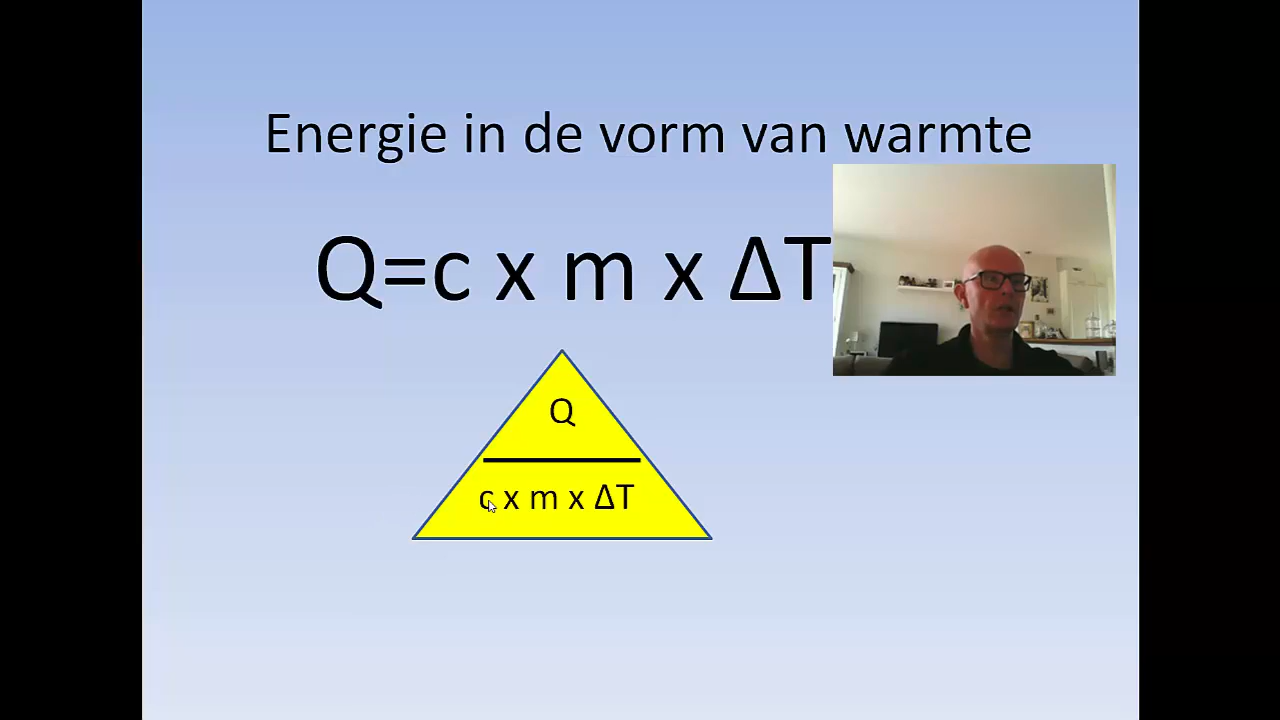 Energie in de vorm van warmte
Q=c x m x ΔT
Q
c x m x ΔT